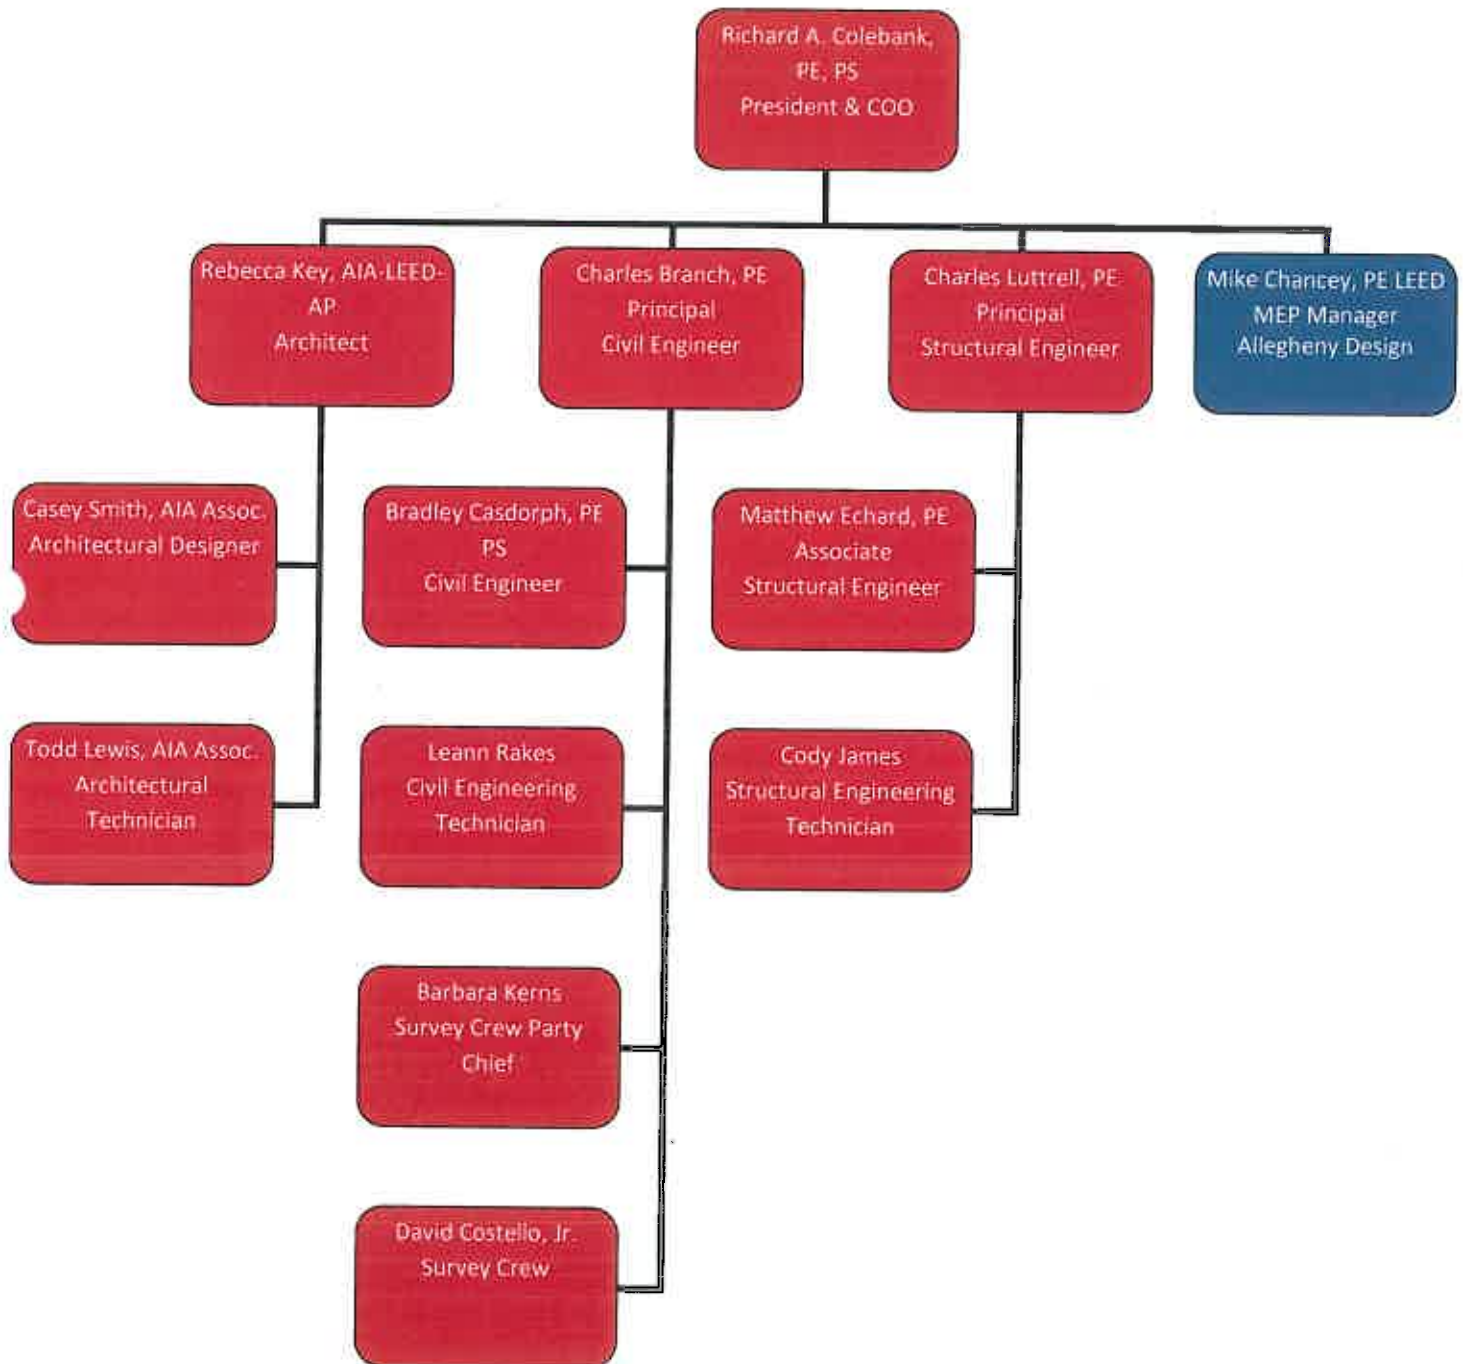 Richard A. Colebank,
PE, PS
President & COO
Rebecca Key, AIA-LEED-
AP
Architect
Charles Branch, PE
Principal
Civil Engineer
Charles Luttrell, PE
Principal
Structural Engineer
Mike Chancey, PE LEED
MEP Manager
Allegheny Design
Casey Smith, AIA Assoc.
Architectural Designer
Bradley Casdorph, PE
PS
Civil Engineer
Matthew Echard, PE
Associate
Structural Engineer
Todd Lewis, AIA Assoc.
Architectural
Technician
Leann Rakes
Civil Engineering
Technician
Cody James
Structural Engineering
Technician
Barbara Kerns
Survey Crew Party
Chief
David Costello, Jr.
Survey Crew